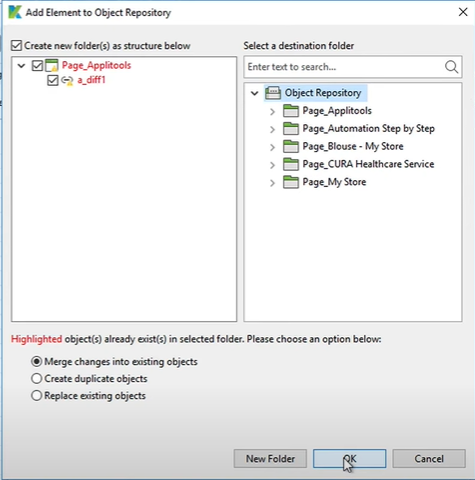 Add Element to Object Repository
Create new folder(s) as structure below
Page_Applitools
a_diff1
Select a destination folder
Enter text to search...
Object Repository
Page_Applitools
Page_Automation Step by Step
Page_Blouse - My Store
Page_CURA Healthcare Service
Page_My Store
Highlighted object(s) already exist(s) in selected folder. Please choose an option below:
Merge changes into existing objects
Create duplicate objects
Replace existing objects
New Folder
OK
Cancel